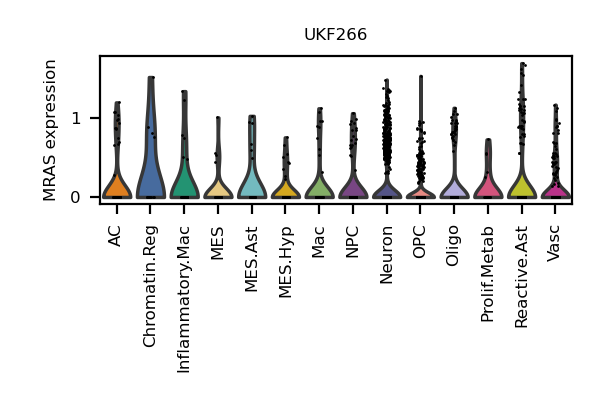 UKF266
MRAS expression
1
0
AC
Chromatin.Reg
Inflammatory.Mac
MES
MES.Ast
MES.Hyp
Mac
NPC
Neuron
OPC
Oligo
Prolif.Metab
Reactive.Ast
Vasc